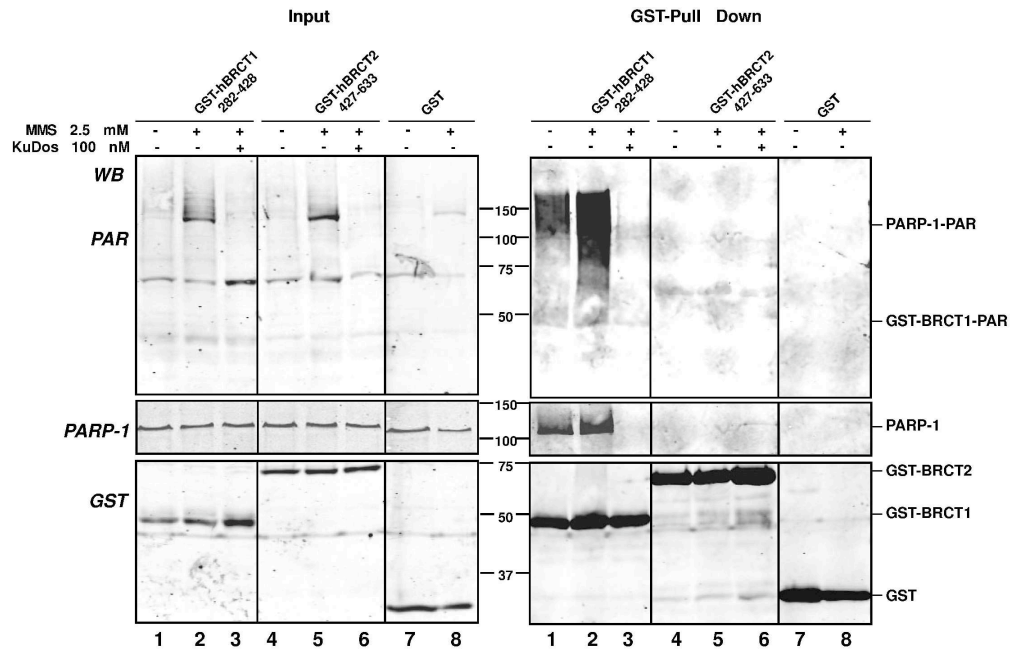 Input
GST-Pull Down
GST-hBRCT1
282-428
GST-hBRCT2
427-633
GST
GST-hBRCT1
282-428
GST-hBRCT2
427-633
GST
MMS 2.5 mM - + + - + + - + - + + - + + - +
KuDos 100 nM - - + - - + - - - - + - - + - -
WB
PAR
150
100
75
50
PARP-1-PAR
GST-BRCT1-PAR
PARP-1
150
100
PARP-1
GST
75
50
37
GST-BRCT2
GST-BRCT1
GST
1 2 3 4 5 6 7 8 1 2 3 4 5 6 7 8